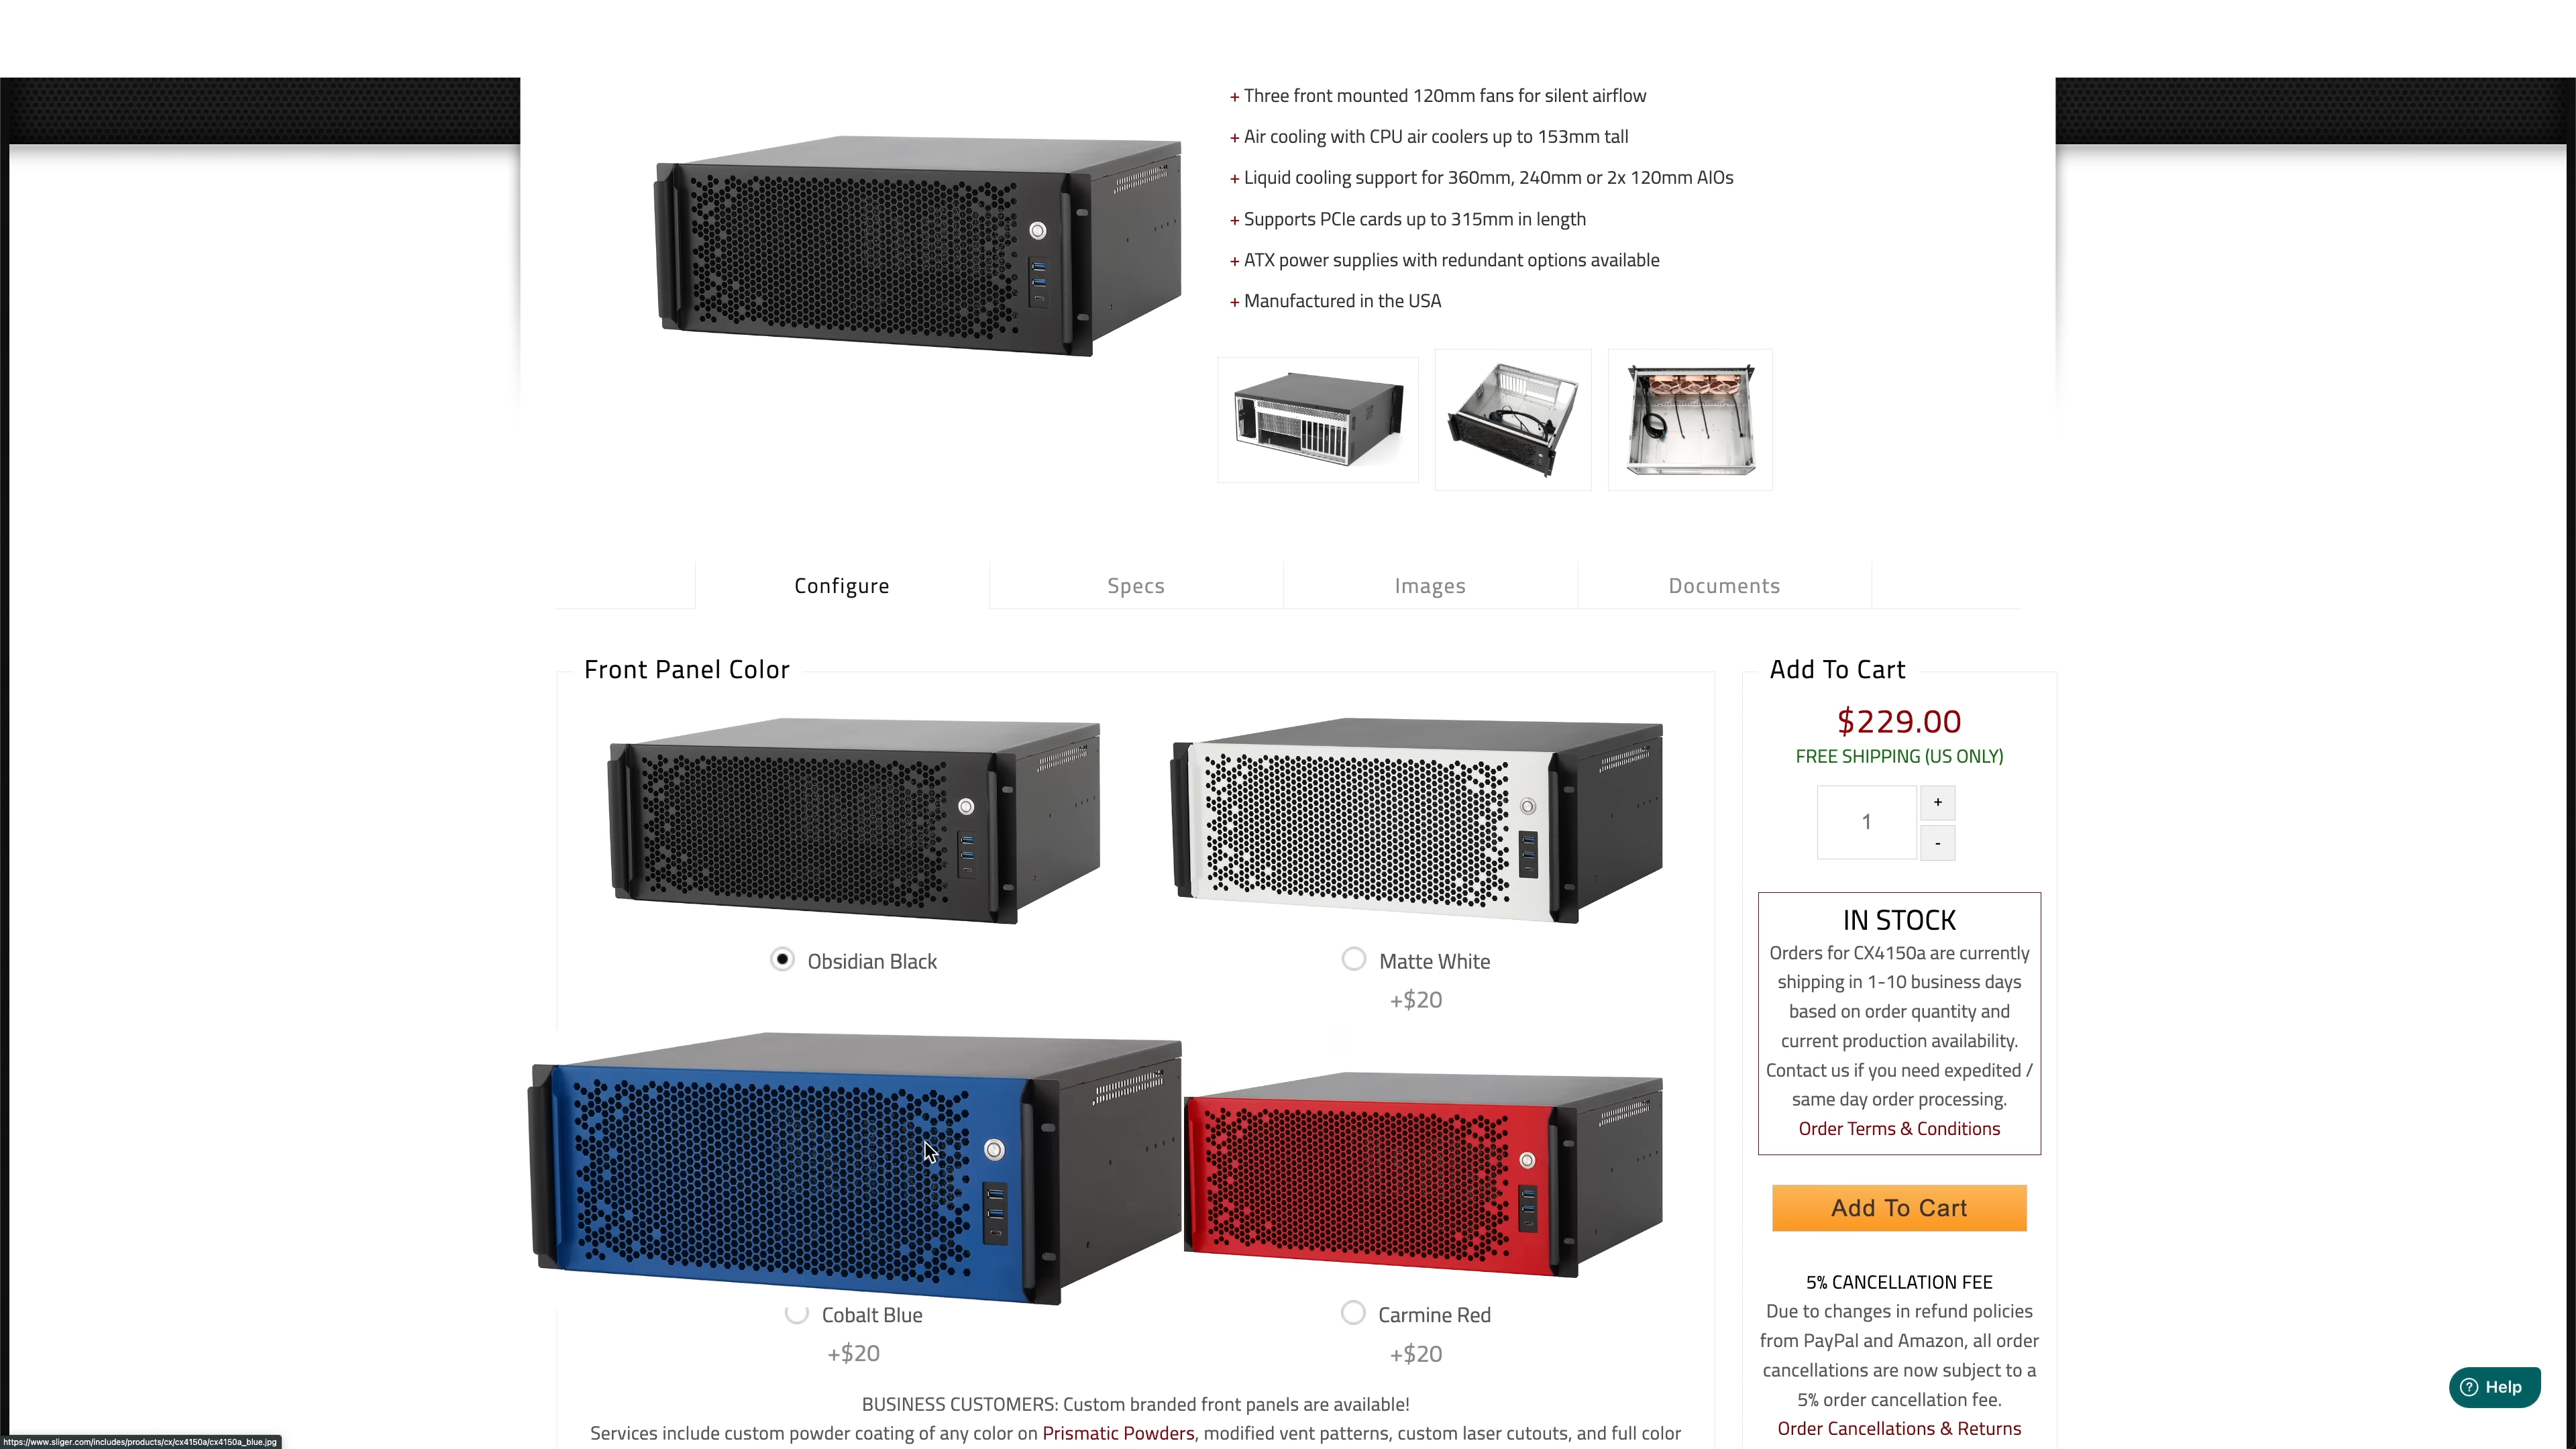 + Three front mounted 120mm fans for silent airflow
+ Air cooling with CPU air coolers up to 153mm tall
+ Liquid cooling support for 360mm, 240mm or 2x 120mm AIOs
+ Supports PCIe cards up to 315mm in length
+ ATX power supplies with redundant options available
+ Manufactured in the USA
Configure
Specs
Images
Documents
Front Panel Color
Obsidian Black
Matte White
+$20
Cobalt Blue
+$20
Carmine Red
+$20
BUSINESS CUSTOMERS: Custom branded front panels are available!
Services include custom powder coating of any color on Prismatic Powders, modified vent patterns, custom laser cutouts, and full color
Add To Cart
$229.00
FREE SHIPPING (US ONLY)
1
+
-
IN STOCK
Orders for CX4150a are currently
shipping in 1-10 business days
based on order quantity and
current production availability.
Contact us if you need expedited /
same day order processing.
Order Terms & Conditions
Add To Cart
5% CANCELLATION FEE
Due to changes in refund policies
from PayPal and Amazon, all order
cancellations are now subject to a
5% order cancellation fee.
Order Cancellations & Returns
? Help
https://www.sliger.com/includes/products/cx/cx4150a/cx4150a_blue.jpg